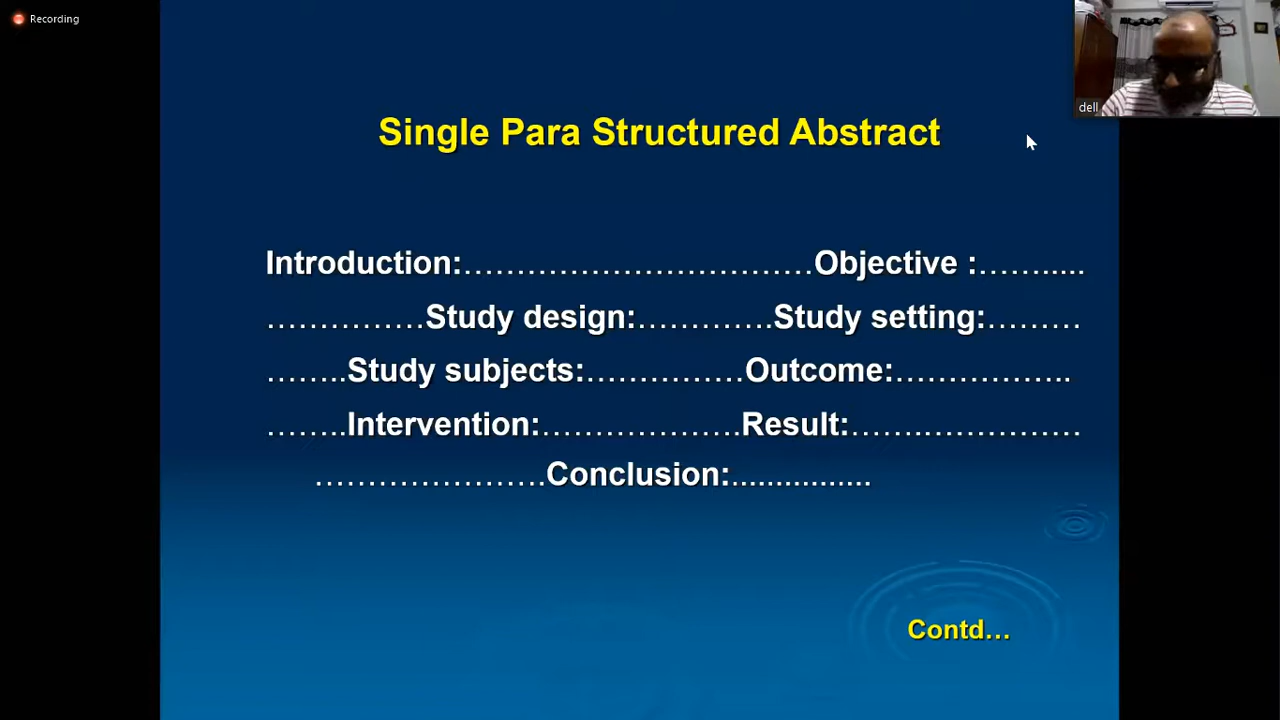 Recording
dell
Single Para Structured Abstract
Introduction:……………………………….…Objective :…….....
……………Study design:………….Study setting:………
……..Study subjects:……………Outcome:……………..
……..Intervention:………………..Result:…….……………
…………………..Conclusion:................
Contd…